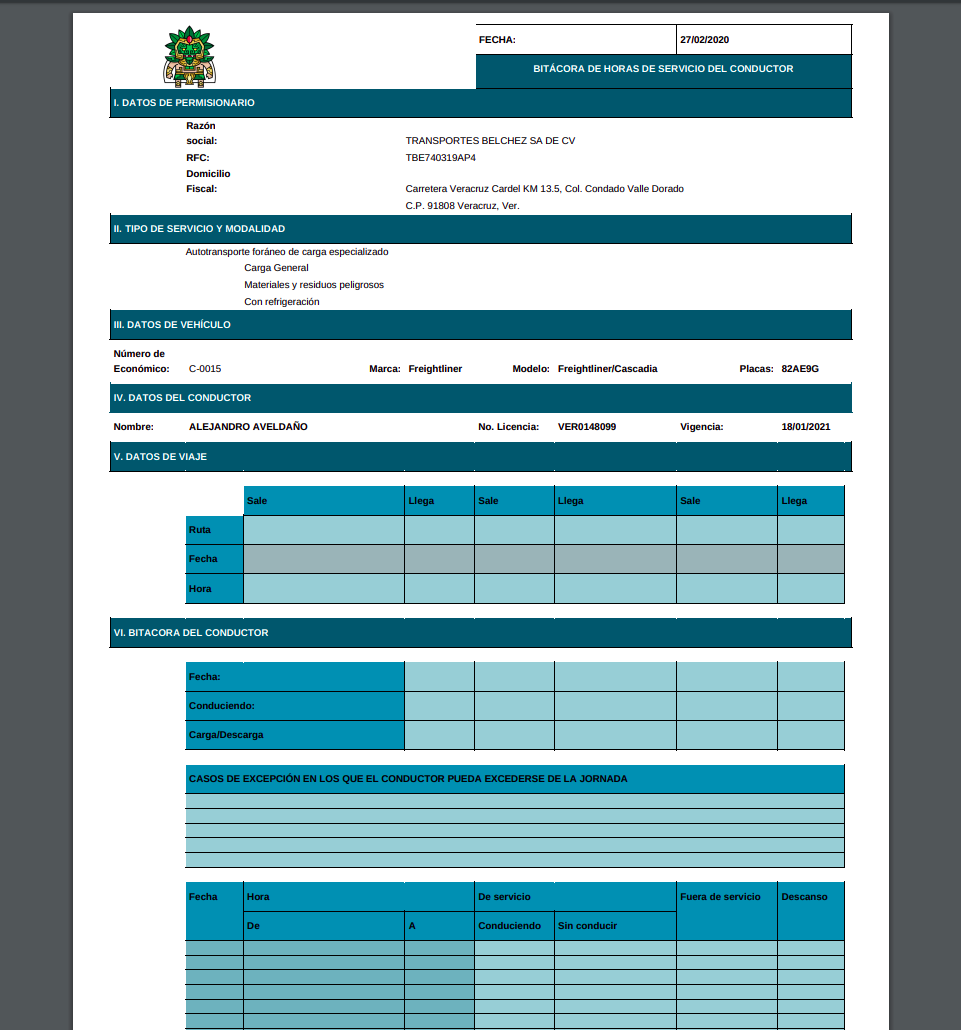 FECHA: 27/02/2020
BITÁCORA DE HORAS DE SERVICIO DEL CONDUCTOR
I. DATOS DE PERMISIONARIO
Razón
social: TRANSPORTES BELCHEZ SA DE CV
RFC: TBE740319AP4
Domicilio
Fiscal: Carretera Veracruz Cardel KM 13.5, Col. Condado Valle Dorado
C.P. 91808 Veracruz, Ver.
II. TIPO DE SERVICIO Y MODALIDAD
Autotransporte foráneo de carga especializado
Carga General
Materiales y residuos peligrosos
Con refrigeración
III. DATOS DE VEHÍCULO
Número de
Económico: C-0015 Marca: Freightliner Modelo: Freightliner/Cascadia Placas: 82AE9G
IV. DATOS DEL CONDUCTOR
Nombre: ALEJANDRO AVELDAÑO No. Licencia: VER0148099 Vigencia: 18/01/2021
V. DATOS DE VIAJE
Sale Llega Sale Llega Sale Llega
Ruta
Fecha
Hora
VI. BITACORA DEL CONDUCTOR
Fecha:
Conduciendo:
Carga/Descarga
CASOS DE EXCEPCIÓN EN LOS QUE EL CONDUCTOR PUEDA EXCEDERSE DE LA JORNADA
Fecha Hora De servicio Fuera de servicio Descanso
De A Conduciendo Sin conducir